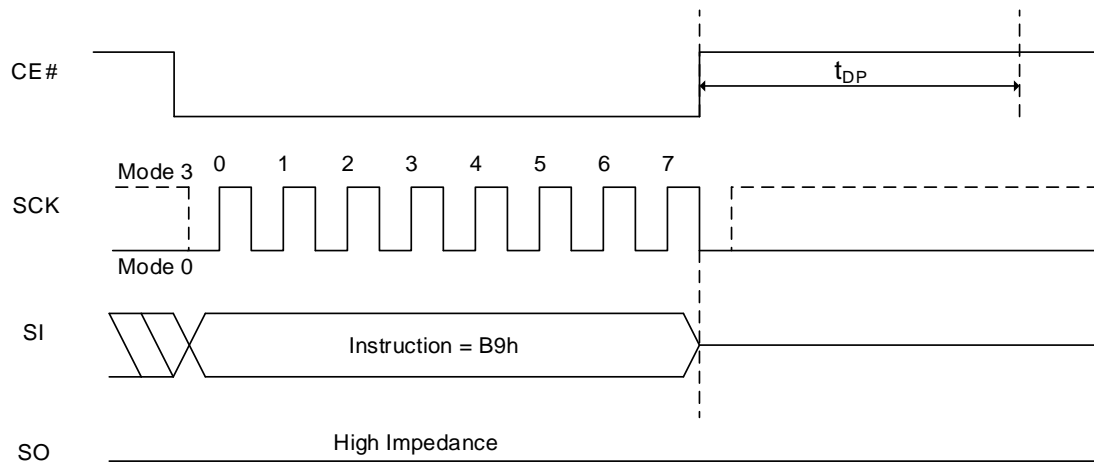 CE#
tDP
Mode 3
0 1 2 3 4 5 6 7
SCK
Mode 0
SI
Instruction = B9h
High Impedance
SO